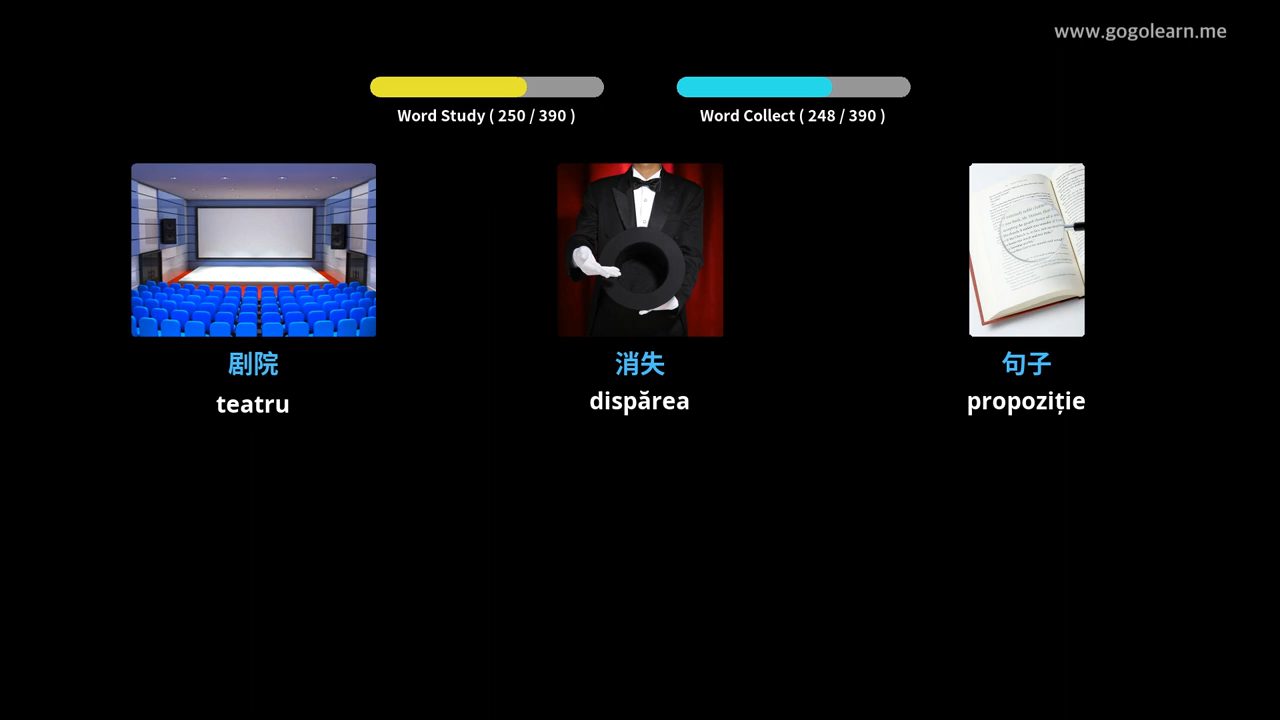 www.gogolearn.me
Word Study ( 250 / 390 )
Word Collect ( 248 / 390 )
剧院
teatru
消失
dispărea
句子
propoziție